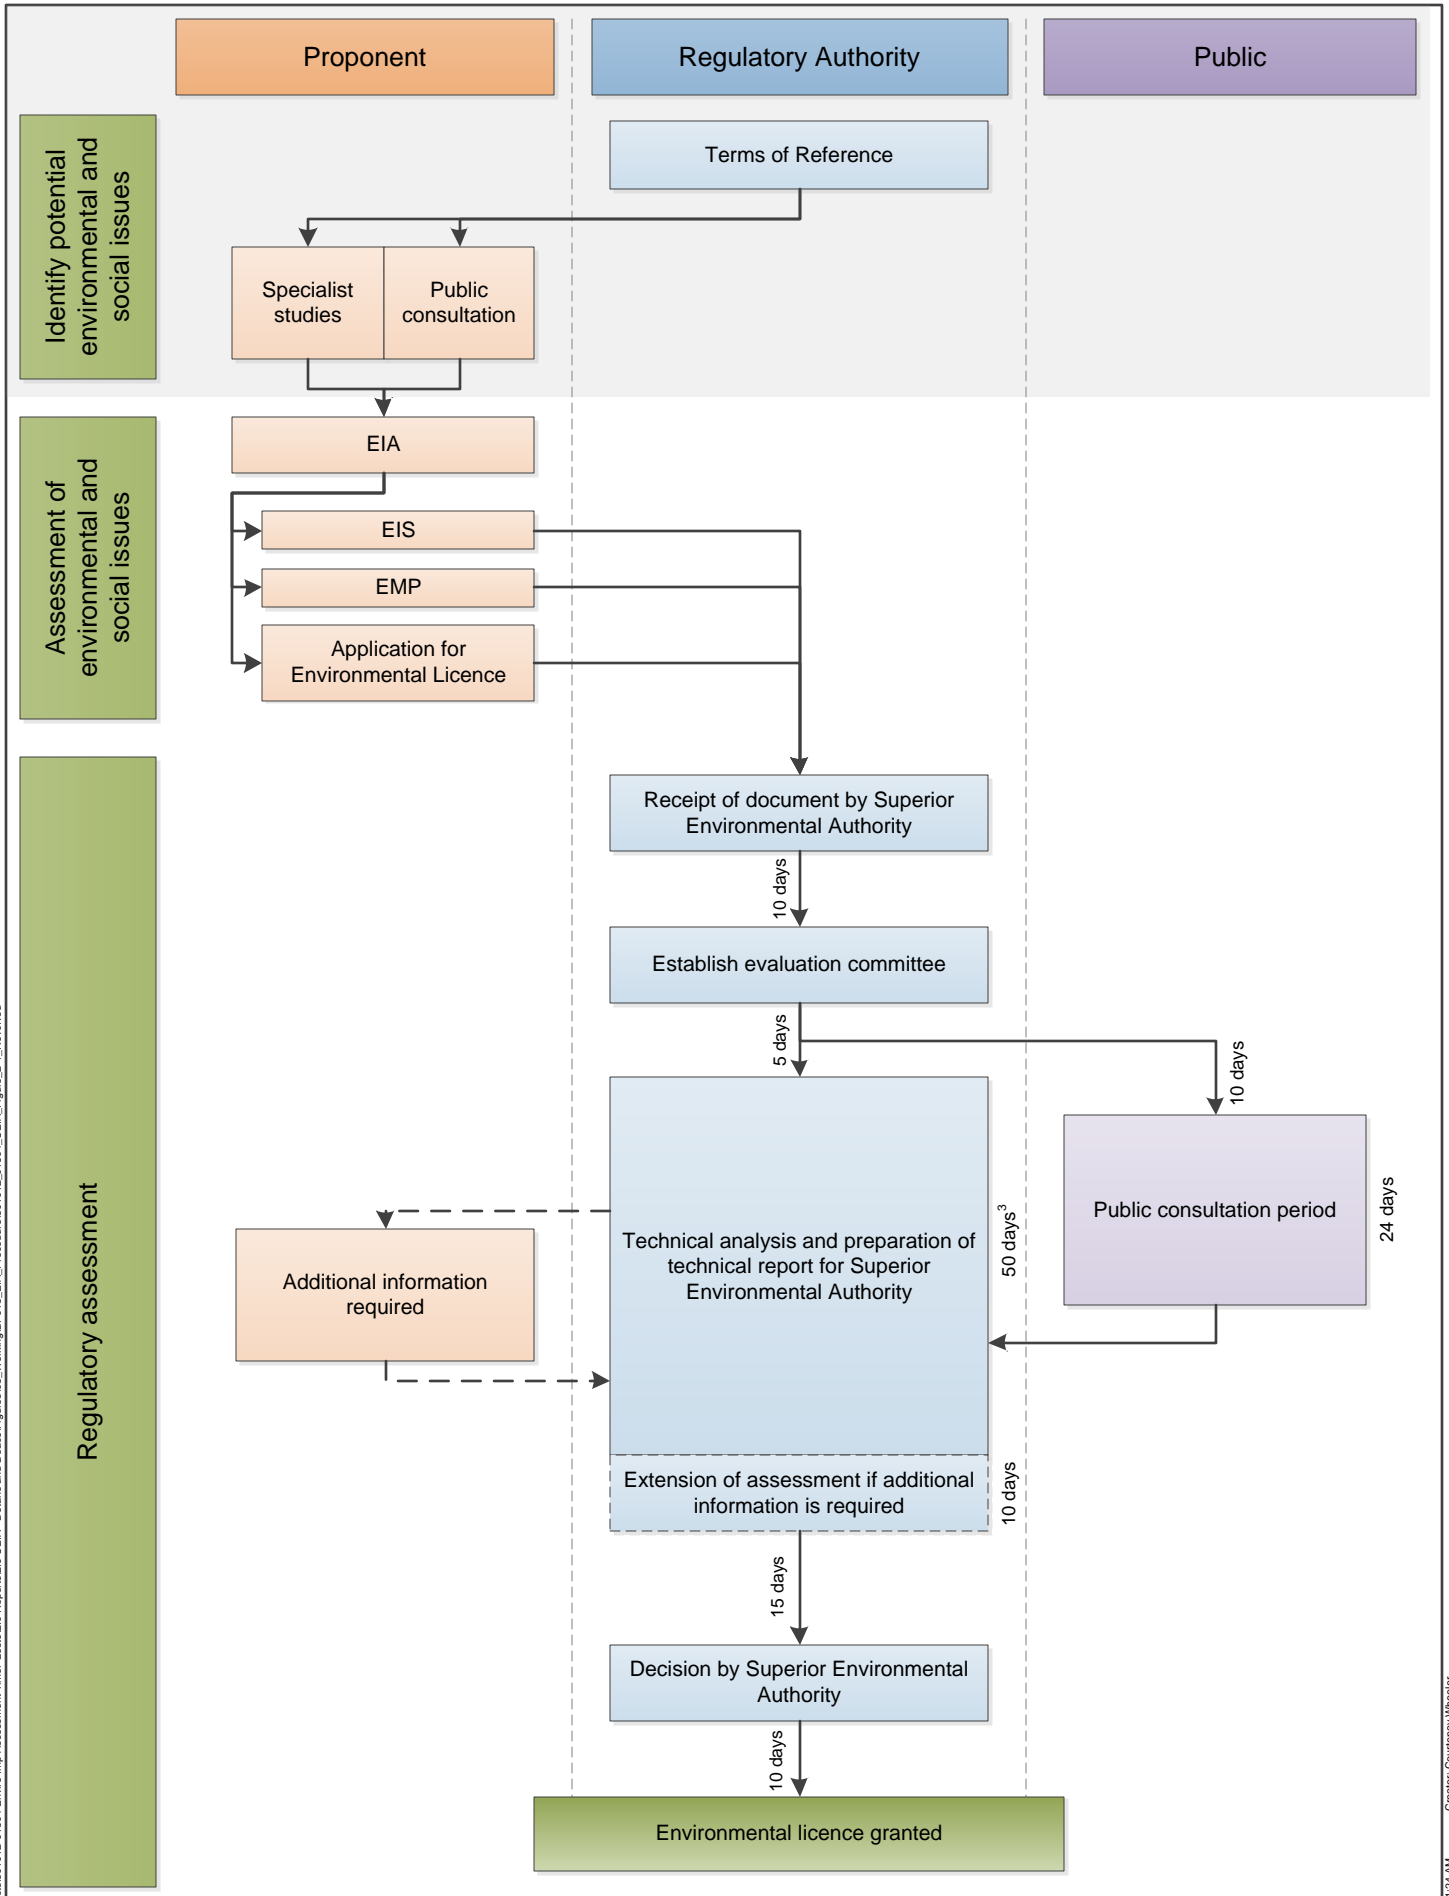 Proponent
Regulatory Authority
Public
Identify potential
environmental and
social issues
Terms of Reference
Specialist
studies
Public
consultation
Assessment of
environmental and
social issues
EIA
EIS
EMP
Application for
Environmental Licence
Regulatory assessment
Receipt of document by Superior
Environmental Authority
10 days
Establish evaluation committee
5 days
10 days
Technical analysis and preparation of
technical report for Superior
Environmental Authority
50 days³
Public consultation period
24 days
Additional information
required
Extension of assessment if additional
information is required
10 days
15 days
Decision by Superior Environmental
Authority
10 days
Environmental licence granted
Creator: Courtenay Wheeler